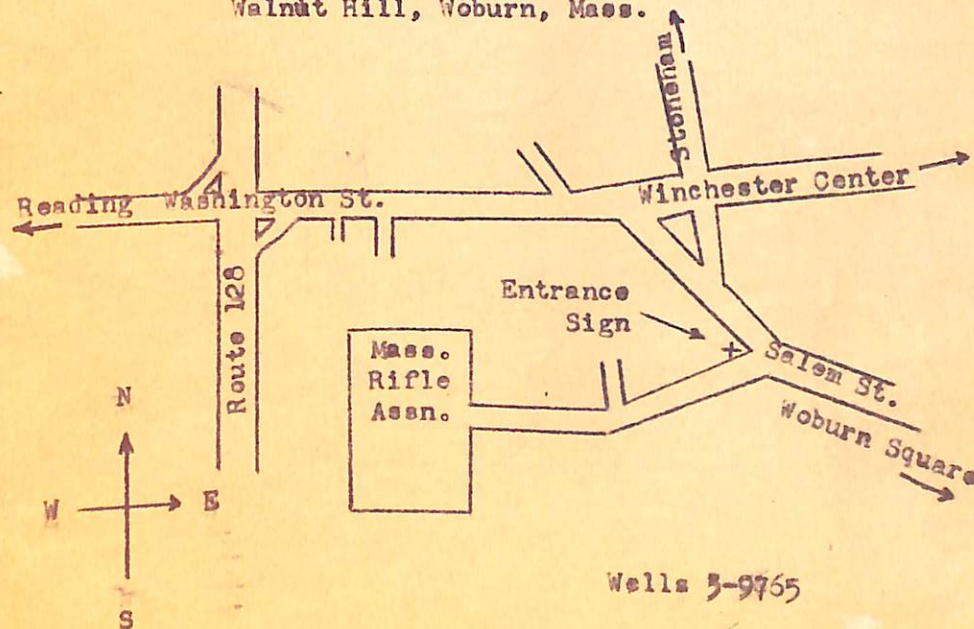 Walnut Hill, Woburn, Mass.
Stoneham
Winchester Center
Reading Washington St.
Entrance
Sign
Route 128
Mass.
Rifle
Assn.
Salem St.
Woburn Square
N
W E
S
Wells 3-9765